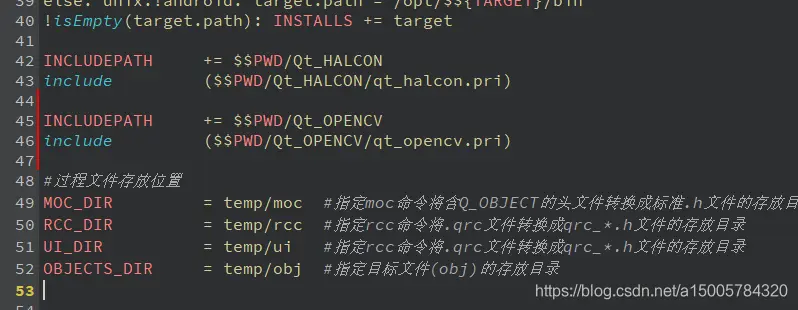 39 else: unix:!android: target.path = /opt/$${TARGET}/bin
40 !isEmpty(target.path): INSTALLS += target
41
42 INCLUDEPATH += $$PWD/Qt_HALCON
43 include ($$PWD/Qt_HALCON/qt_halcon.pri)
44
45 INCLUDEPATH += $$PWD/Qt_OPENCV
46 include ($$PWD/Qt_OPENCV/qt_opencv.pri)
47
48 #过程文件存放位置
49 MOC_DIR = temp/moc #指定moc命令将含Q_OBJECT的头文件转换成标准.h文件的存放目
50 RCC_DIR = temp/rcc #指定rcc命令将.qrc文件转换成qrc_*.h文件的存放目录
51 UI_DIR = temp/ui #指定rcc命令将.qrc文件转换成qrc_*.h文件的存放目录
52 OBJECTS_DIR = temp/obj #指定目标文件(obj)的存放目录
53
https://blog.csdn.net/a15005784320